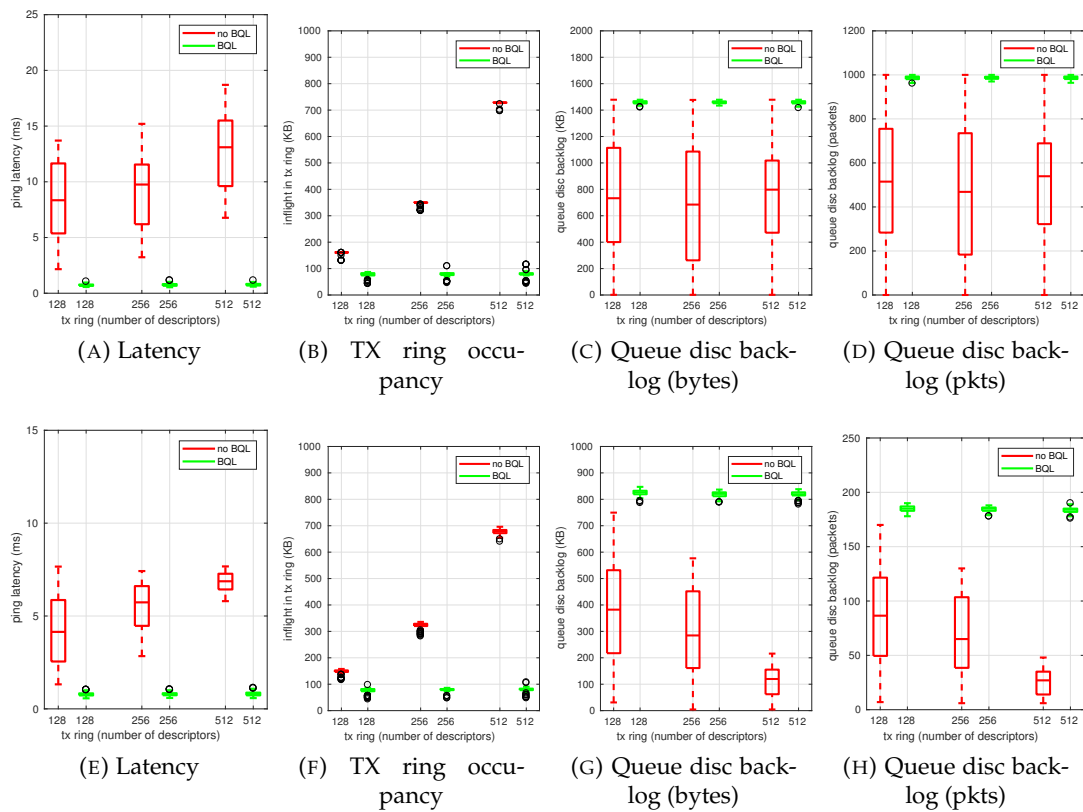 ping latency (ms)
25
20
15
10
5
0
no BQL
BQL
128 128 256 256 512 512
tx ring (number of descriptors)
(A) Latency
inflight in tx ring (KB)
1000
900
800
700
600
500
400
300
200
100
0
no BQL
BQL
128 128 256 256 512 512
tx ring (number of descriptors)
(B) TX ring occu-
pancy
queue disc backlog (KB)
2000
1800
1600
1400
1200
1000
800
600
400
200
0
no BQL
BQL
128 128 256 256 512 512
tx ring (number of descriptors)
(C) Queue disc back-
log (bytes)
queue disc backlog (packets)
1200
1000
800
600
400
200
0
no BQL
BQL
128 128 256 256 512 512
tx ring (number of descriptors)
(D) Queue disc back-
log (pkts)
ping latency (ms)
15
10
5
0
no BQL
BQL
128 128 256 256 512 512
tx ring (number of descriptors)
(E) Latency
inflight in tx ring (KB)
1000
900
800
700
600
500
400
300
200
100
0
no BQL
BQL
128 128 256 256 512 512
tx ring (number of descriptors)
(F) TX ring occu-
pancy
queue disc backlog (KB)
1000
900
800
700
600
500
400
300
200
100
0
no BQL
BQL
128 128 256 256 512 512
tx ring (number of descriptors)
(G) Queue disc back-
log (bytes)
queue disc backlog (packets)
250
200
150
100
50
0
no BQL
BQL
128 128 256 256 512 512
tx ring (number of descriptors)
(H) Queue disc back-
log (pkts)